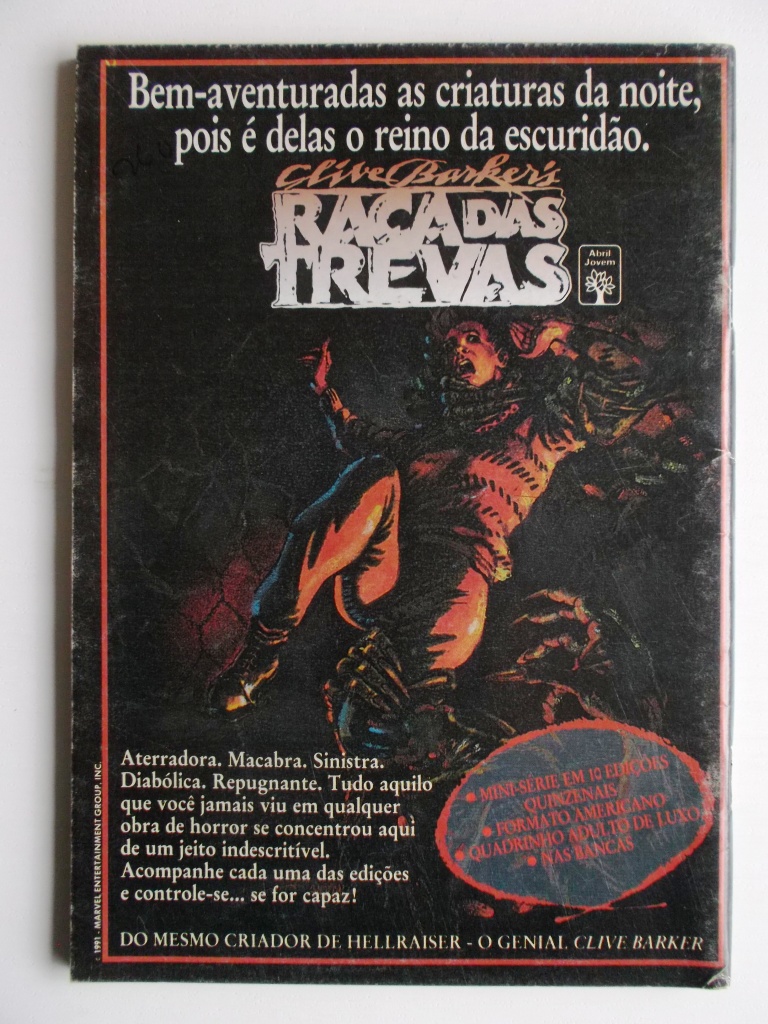 Bem-aventuradas as criaturas da noite,
pois é delas o reino da escuridão.
Clive Barker's
RAÇA DAS
TREVAS
Abril
Jovem
Aterradora. Macabra. Sinistra.
Diabólica. Repugnante. Tudo aquilo
que você jamais viu em qualquer
obra de horror se concentrou aqui
de um jeito indescritível.
Acompanhe cada uma das edições
e controle-se... se for capaz!
• MINI-SÉRIE EM 10 EDIÇÕES
QUINZENAIS
• FORMATO AMERICANO
• QUADRINHO ADULTO DE LUXO
• NAS BANCAS
DO MESMO CRIADOR DE HELLRAISER - O GENIAL CLIVE BARKER
© 1991 - MARVEL ENTERTAINMENT GROUP, INC.